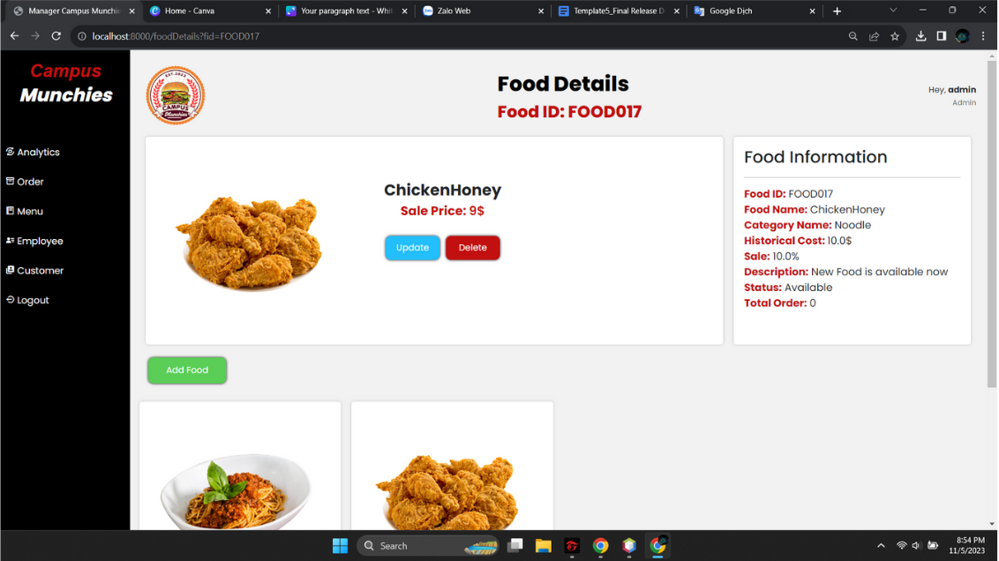 Manager Campus Munchi
Home - Canva
Your paragraph text - Whit
Zalo Web
Template5_Final Release D
Google Dịch
localhost:8000/foodDetails?fid=FOOD017
Campus
Munchies
Analytics
Order
Menu
Employee
Customer
Logout
EST.2023
CAMPUS
Munchies
Food Details
Food ID: FOOD017
Hey, admin
Admin
ChickenHoney
Sale Price: 9$
Update
Delete
Food Information
Food ID: FOOD017
Food Name: ChickenHoney
Category Name: Noodle
Historical Cost: 10.0$
Sale: 10.0%
Description: New Food is available now
Status: Available
Total Order: 0
Add Food
Search
8:54 PM
11/5/2023